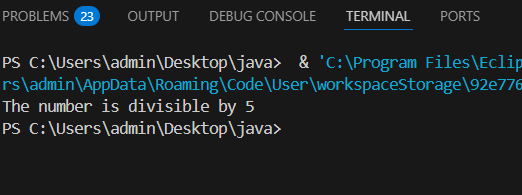 PROBLEMS 23 OUTPUT DEBUG CONSOLE TERMINAL PORTS
PS C:\Users\admin\Desktop\java>  & 'C:\Program Files\Eclip
rs\admin\AppData\Roaming\Code\User\workspaceStorage\92e776
The number is divisible by 5
PS C:\Users\admin\Desktop\java>